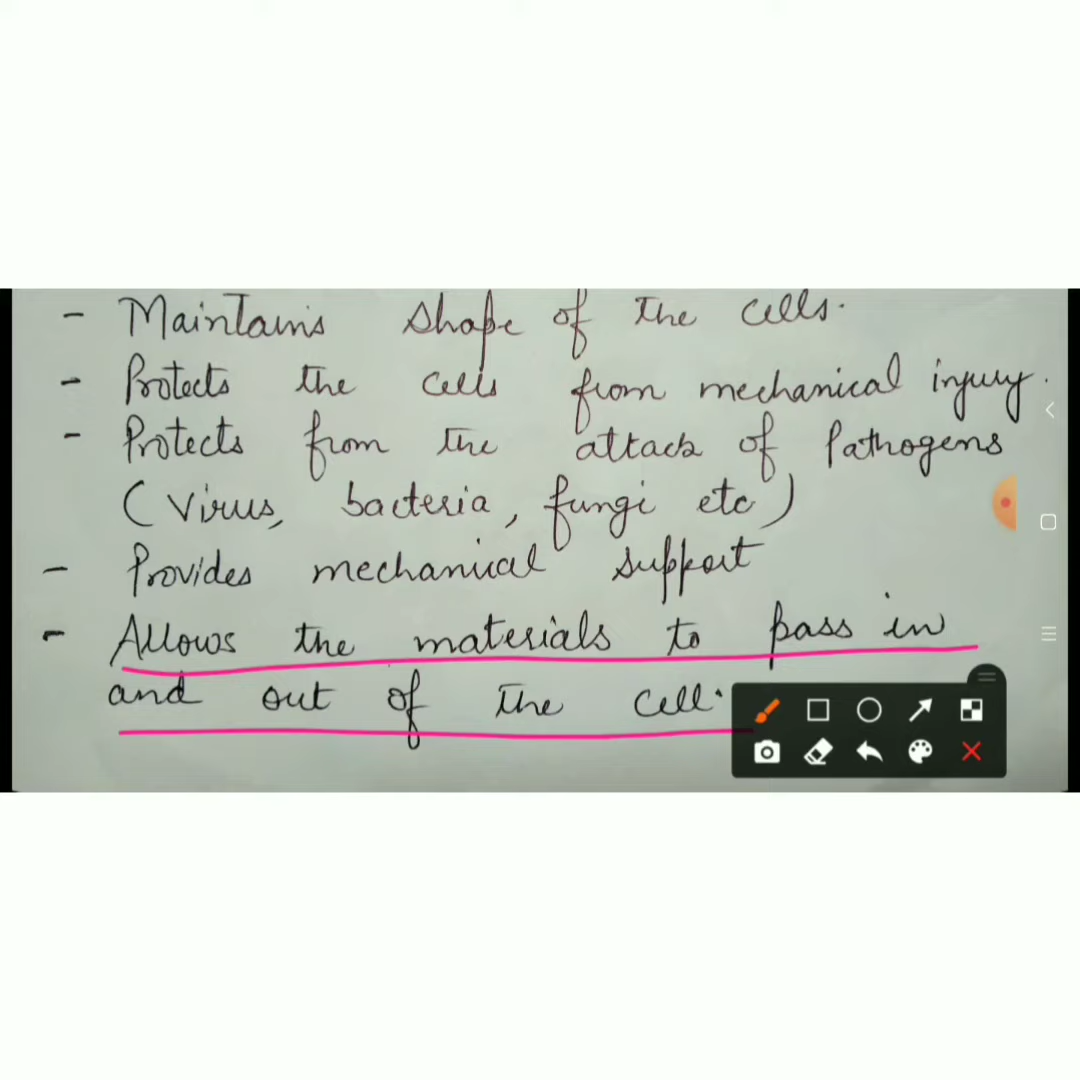 - Maintains shape of the cells.
- Protects the cells from mechanical injury.
- Protects from the attack of Pathogens
(Virus, bacteria, fungi etc)
- Provides mechanical support
- Allows the materials to pass in
and out of the cell.